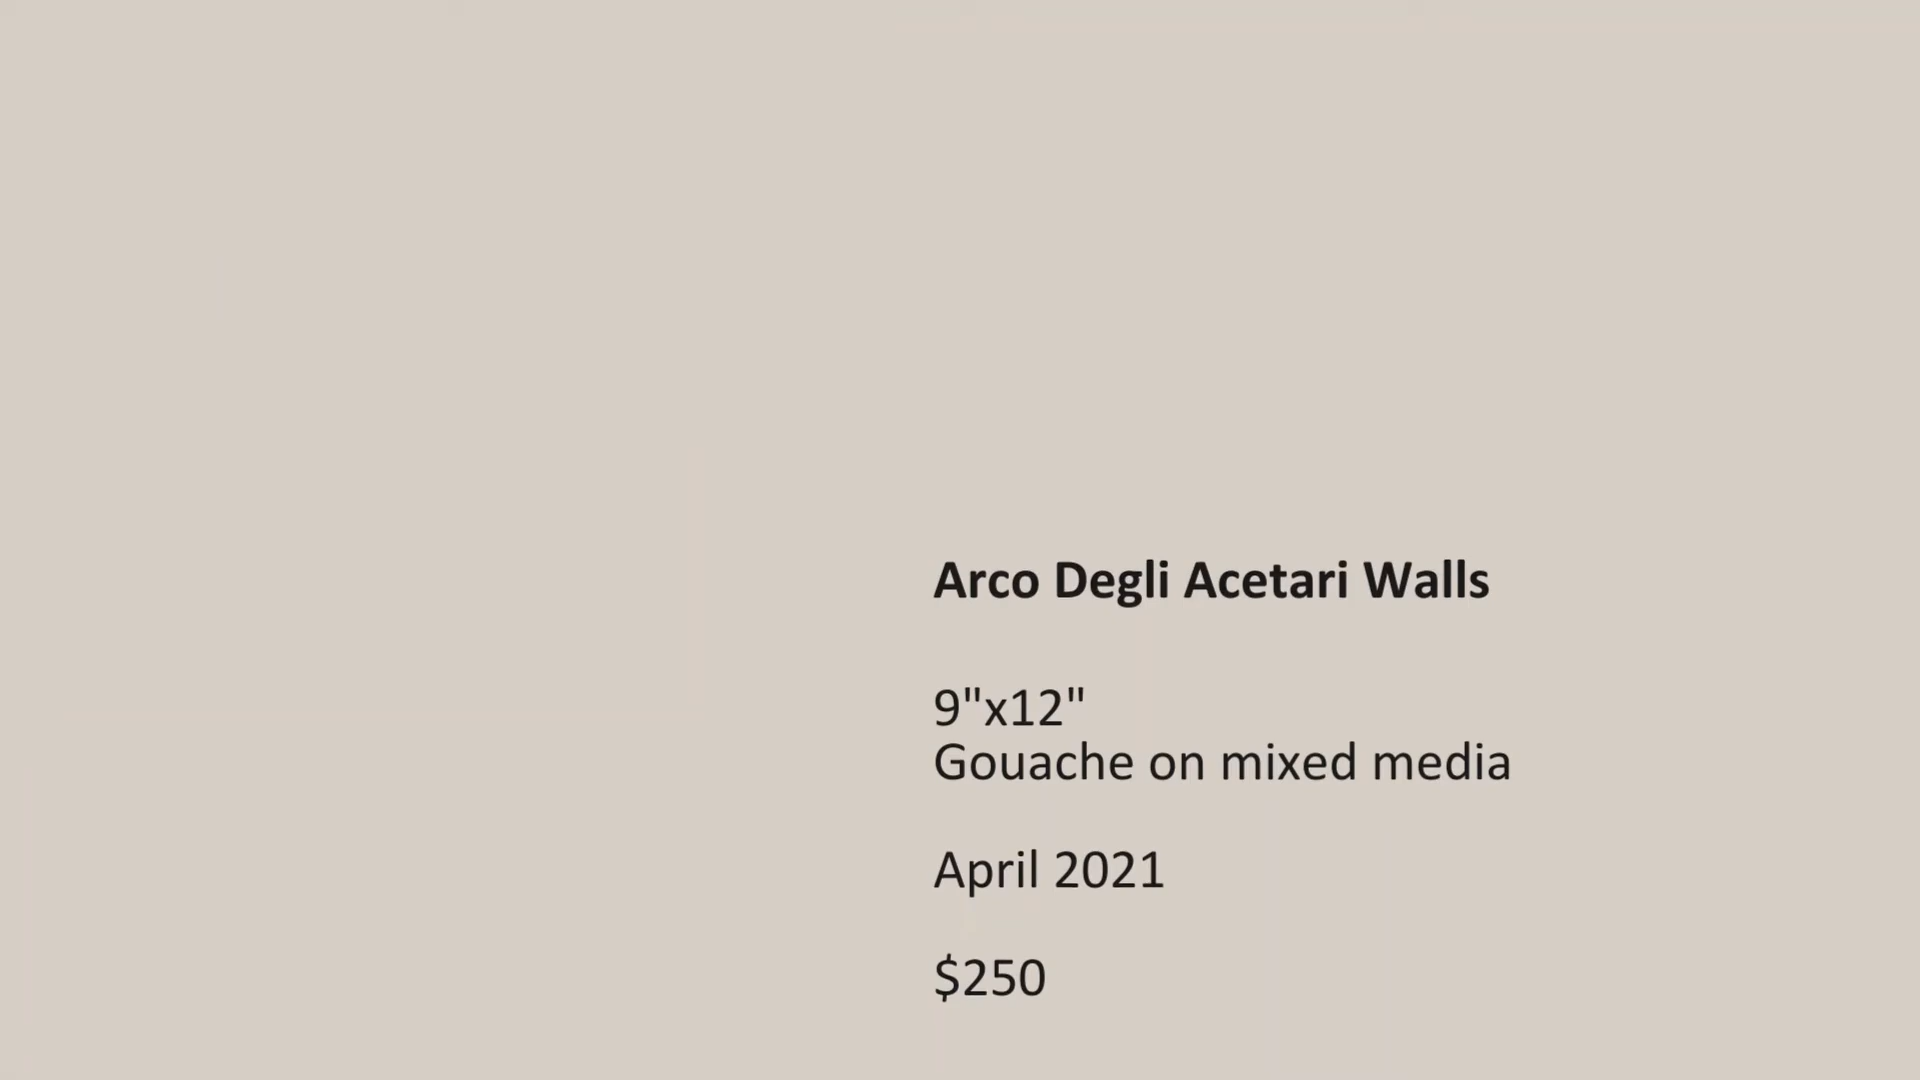 Arco Degli Acetari Walls
9"x12"
Gouache on mixed media
April 2021
$250